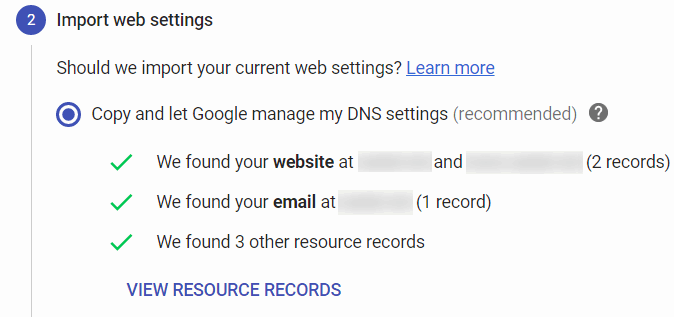 2 Import web settings
Should we import your current web settings? Learn more
Copy and let Google manage my DNS settings (recommended) ?
We found your website at and (2 records)
We found your email at (1 record)
We found 3 other resource records
VIEW RESOURCE RECORDS